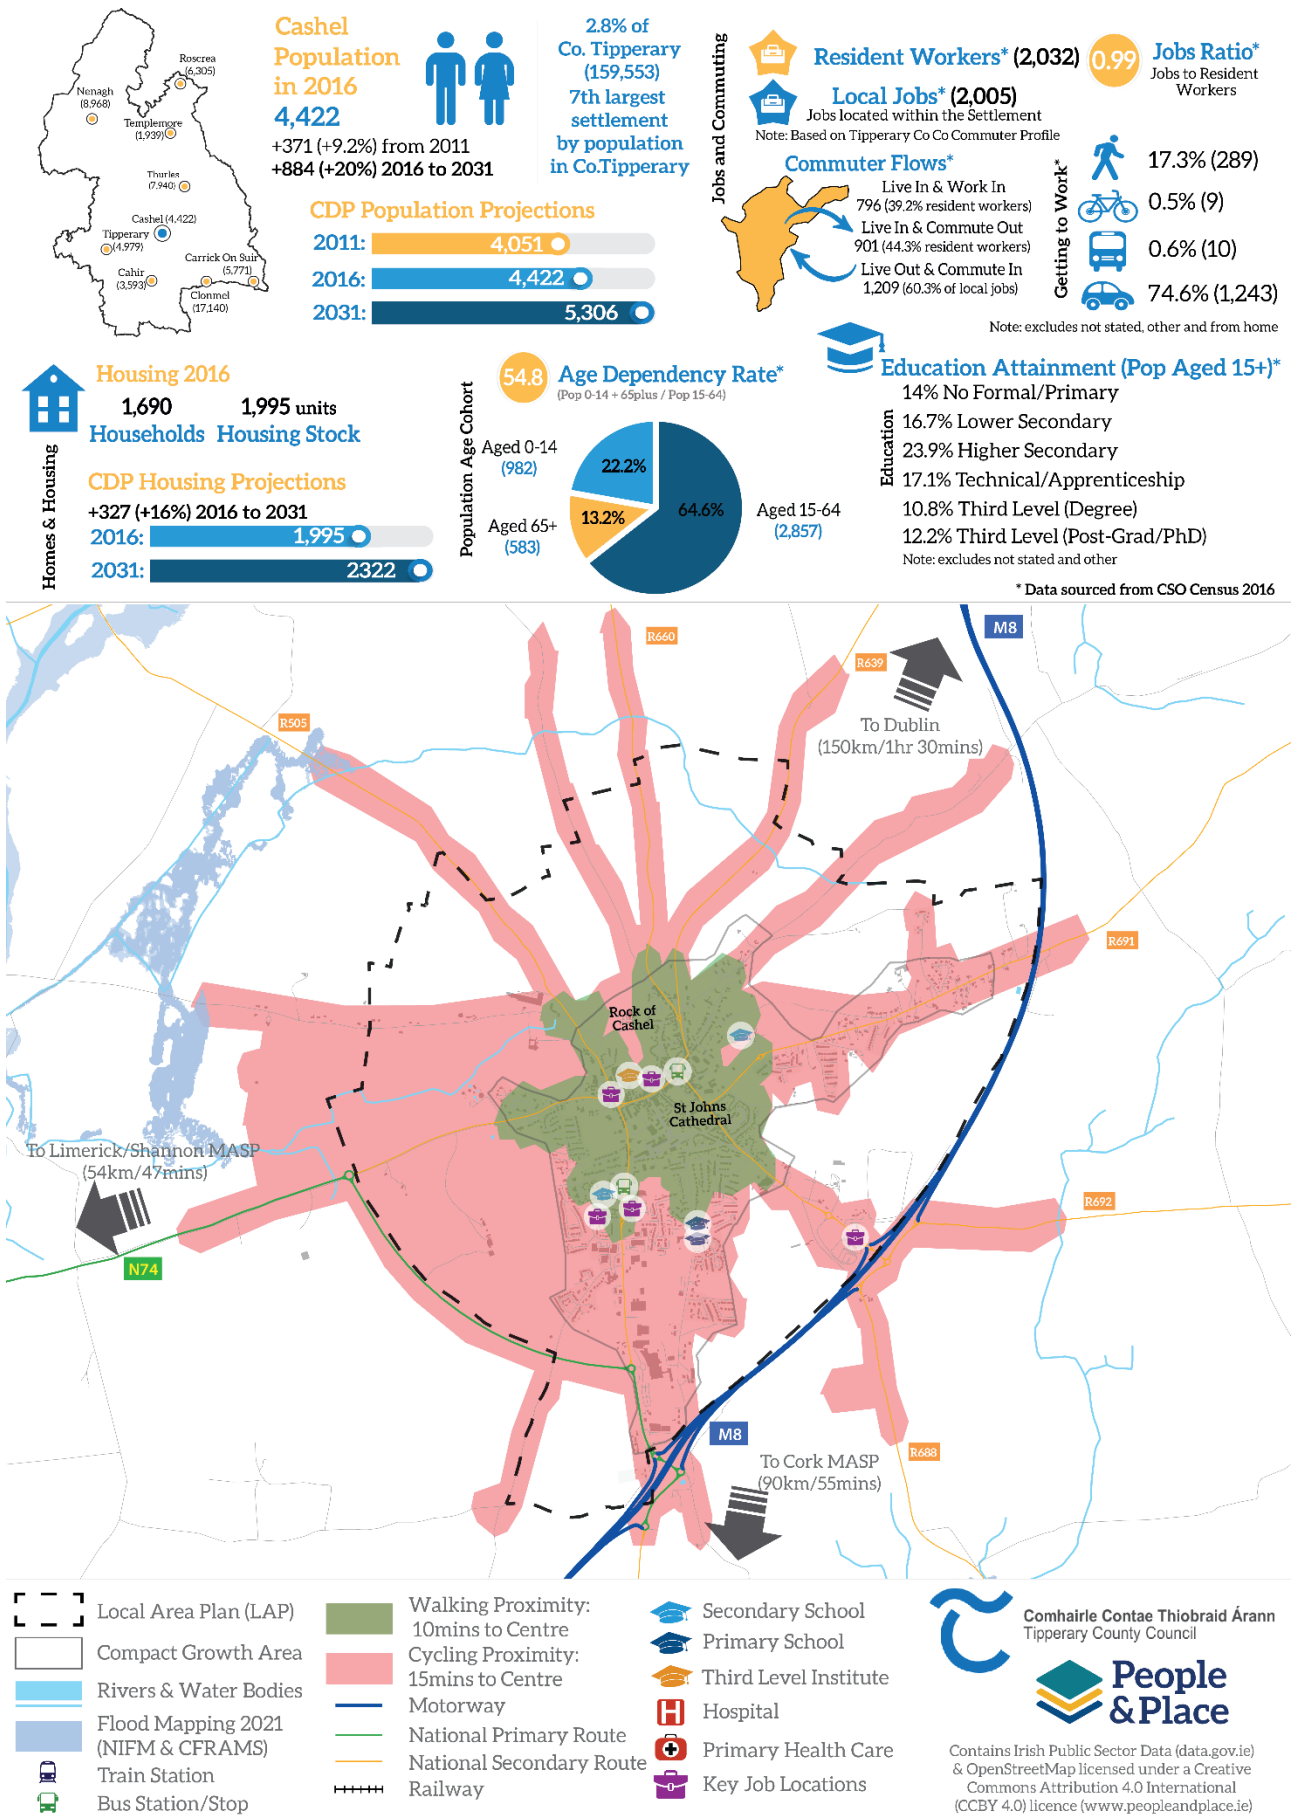 Roscrea
(6,305)
Nenagh
(8,968)
Templemore
(1,939)
Thurles
(7,940)
Cashel (4,422)
Tipperary
(4,979)
Cahir
(3,593)
Carrick On Suir
(5,771)
Clonmel
(17,140)
Cashel
Population
in 2016
4,422
+371 (+9.2%) from 2011
+884 (+20%) 2016 to 2031
2.8% of
Co. Tipperary
(159,553)
7th largest
settlement
by population
in Co.Tipperary
CDP Population Projections
2011: 4,051
2016: 4,422
2031: 5,306
Jobs and Commuting
Resident Workers* (2,032)
Local Jobs* (2,005)
Jobs located within the Settlement
Note: Based on Tipperary Co Co Commuter Profile
0.99
Jobs Ratio*
Jobs to Resident
Workers
Commuter Flows*
Live In & Work In
796 (39.2% resident workers)
Live In & Commute Out
901 (44.3% resident workers)
Live Out & Commute In
1,209 (60.3% of local jobs)
Getting to Work*
17.3% (289)
0.5% (9)
0.6% (10)
74.6% (1,243)
Note: excludes not stated, other and from home
Homes & Housing
Housing 2016
1,690
Households
1,995 units
Housing Stock
CDP Housing Projections
+327 (+16%) 2016 to 2031
2016: 1,995
2031: 2322
Population Age Cohort
54.8
Age Dependency Rate*
(Pop 0-14 + 65plus / Pop 15-64)
Aged 0-14
(982)
22.2%
Aged 65+
(583)
13.2%
64.6%
Aged 15-64
(2,857)
Education
Education Attainment (Pop Aged 15+)*
14% No Formal/Primary
16.7% Lower Secondary
23.9% Higher Secondary
17.1% Technical/Apprenticeship
10.8% Third Level (Degree)
12.2% Third Level (Post-Grad/PhD)
Note: excludes not stated and other
* Data sourced from CSO Census 2016
M8
R660
R639
To Dublin
(150km/1hr 30mins)
R505
R691
Rock of
Cashel
St Johns
Cathedral
To Limerick/Shannon MASP
(54km/47mins)
N74
R692
M8
R688
To Cork MASP
(90km/55mins)
Local Area Plan (LAP)
Compact Growth Area
Rivers & Water Bodies
Flood Mapping 2021
(NIFM & CFRAMS)
Train Station
Bus Station/Stop
Walking Proximity:
10mins to Centre
Cycling Proximity:
15mins to Centre
Motorway
National Primary Route
National Secondary Route
Railway
Secondary School
Primary School
Third Level Institute
H
Hospital
Primary Health Care
Key Job Locations
Comhairle Contae Thiobraid Árann
Tipperary County Council
People
& Place
Contains Irish Public Sector Data (data.gov.ie)
& OpenStreetMap licensed under a Creative
Commons Attribution 4.0 International
(CCBY 4.0) licence (www.peopleandplace.ie)